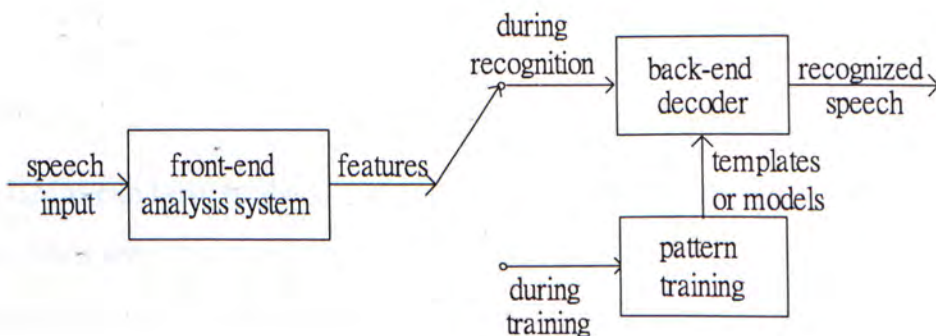 during
recognition
back-end
decoder
recognized
speech
speech
input
front-end
analysis system
features
templates
or models
pattern
training
during
training